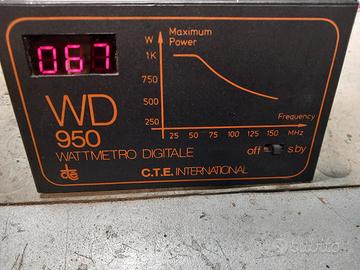 067
W
Maximum
Power
1K
750
500
250
25 50 75 100 125 150
Frequency
MHz
WD
950
WATTMETRO DIGITALE
off s.by
cte
C.T.E. INTERNATIONAL
subito